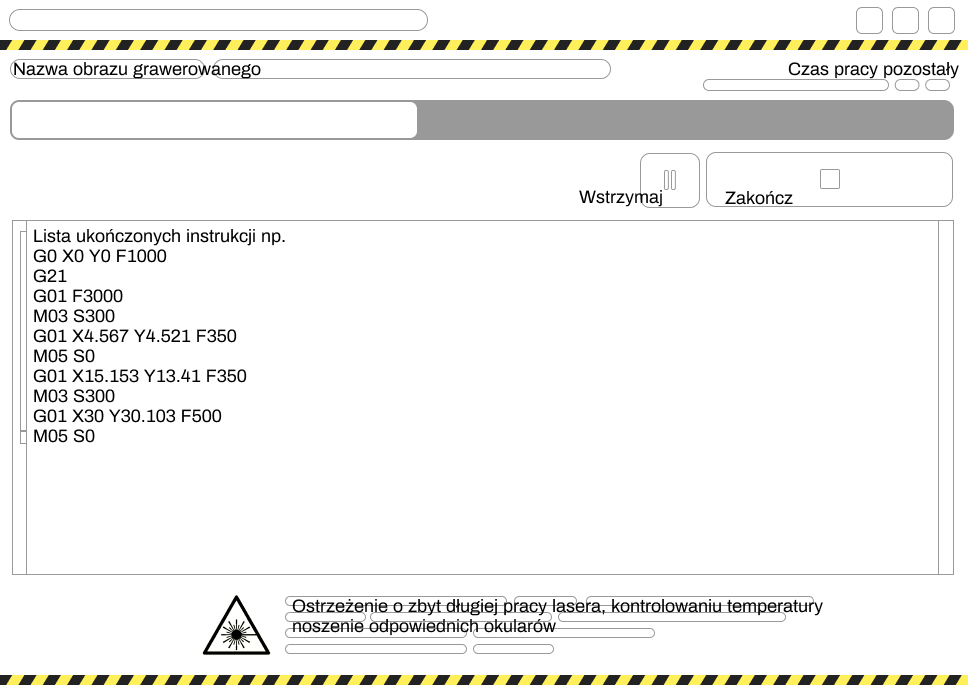 Nazwa obrazu grawerowanego
Czas pracy pozostały
Wstrzymaj
Zakończ
Lista ukończonych instrukcji np.
G0 X0 Y0 F1000
G21
G01 F3000
M03 S300
G01 X4.567 Y4.521 F350
M05 S0
G01 X15.153 Y13.41 F350
M03 S300
G01 X30 Y30.103 F500
M05 S0
Ostrzeżenie o zbyt długiej pracy lasera, kontrolowaniu temperatury
noszenie odpowiednich okularów